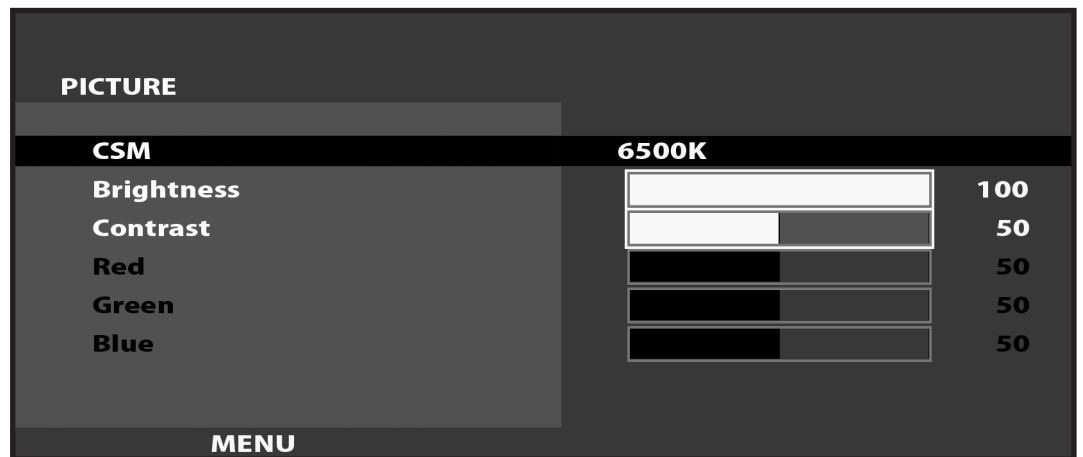 PICTURE
CSM 6500K
Brightness 100
Contrast 50
Red 50
Green 50
Blue 50
MENU